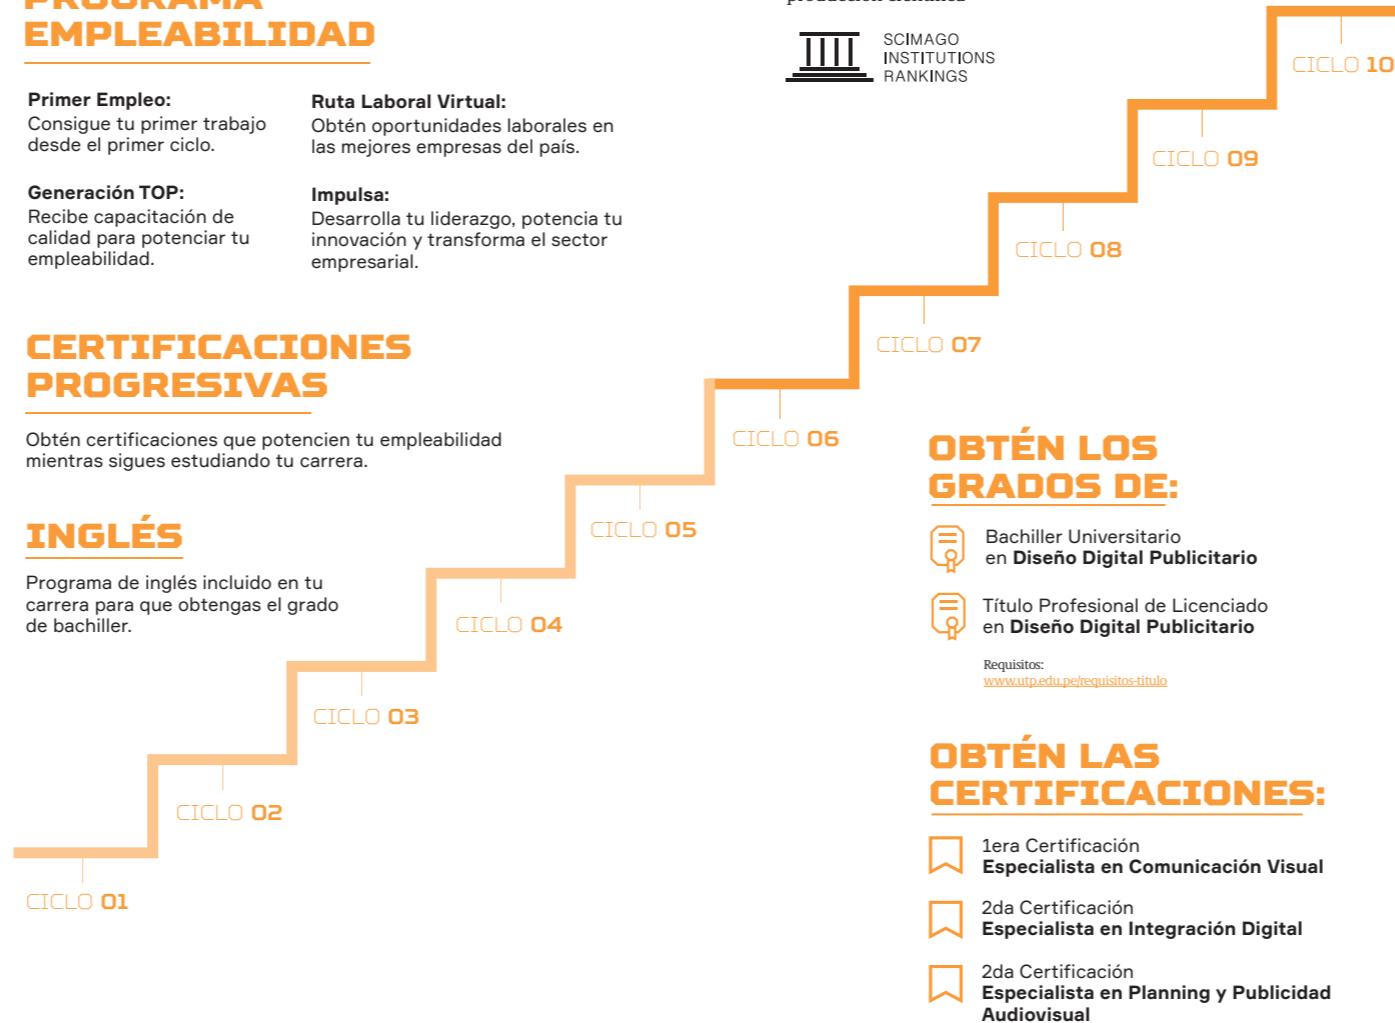 PROGRAMA
EMPLEABILIDAD
Primer Empleo:
Consigue tu primer trabajo
desde el primer ciclo.
Ruta Laboral Virtual:
Obtén oportunidades laborales en
las mejores empresas del país.
Generación TOP:
Recibe capacitación de
calidad para potenciar tu
empleabilidad.
Impulsa:
Desarrolla tu liderazgo, potencia tu
innovación y transforma el sector
empresarial.
CERTIFICACIONES
PROGRESIVAS
Obtén certificaciones que potencien tu empleabilidad
mientras sigues estudiando tu carrera.
INGLÉS
Programa de inglés incluido en tu
carrera para que obtengas el grado
de bachiller.
producción científica
SCIMAGO
INSTITUTIONS
RANKINGS
CICLO 10
CICLO 09
CICLO 08
CICLO 07
CICLO 06
CICLO 05
CICLO 04
CICLO 03
CICLO 02
CICLO 01
OBTÉN LOS
GRADOS DE:
Bachiller Universitario
en Diseño Digital Publicitario
Título Profesional de Licenciado
en Diseño Digital Publicitario
Requisitos:
www.utp.edu.pe/requisitos-titulo
OBTÉN LAS
CERTIFICACIONES:
1era Certificación
Especialista en Comunicación Visual
2da Certificación
Especialista en Integración Digital
2da Certificación
Especialista en Planning y Publicidad
Audiovisual